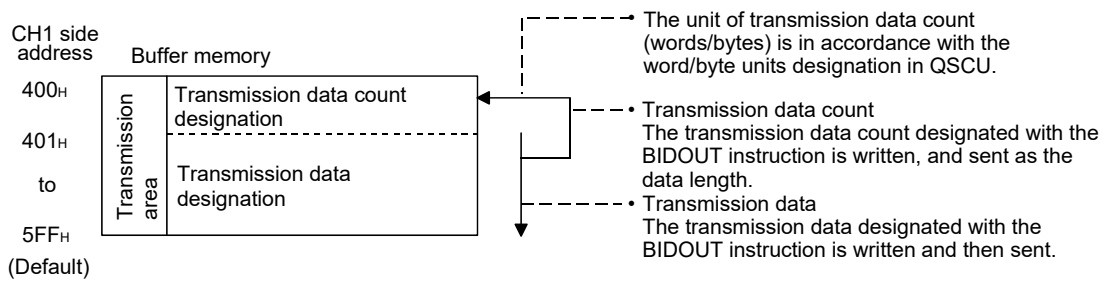 CH1 side
address
Buffer memory
400H
401H
to
5FFH
(Default)
Transmission
area
Transmission data count
designation
Transmission data
designation
• The unit of transmission data count
(words/bytes) is in accordance with the
word/byte units designation in QSCU.
• Transmission data count
The transmission data count designated with the
BIDOUT instruction is written, and sent as the
data length.
• Transmission data
The transmission data designated with the
BIDOUT instruction is written and then sent.